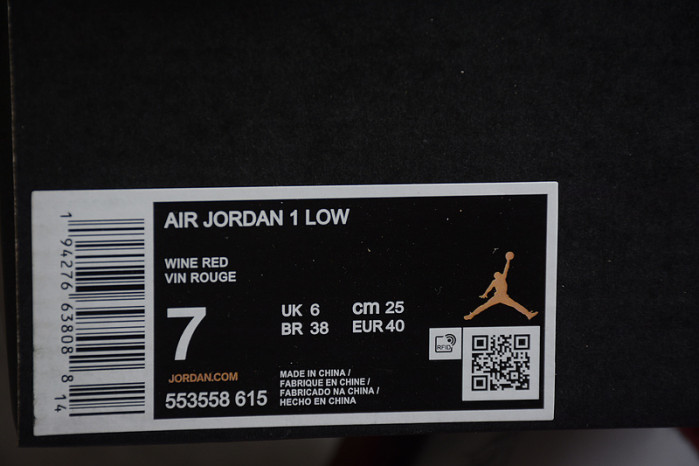 AIR JORDAN 1 LOW
WINE RED
VIN ROUGE
7
UK 6 cm 25
BR 38 EUR 40
JORDAN.COM
553558 615
MADE IN CHINA /
FABRIQUE EN CHINE /
FABRICADO NA CHINA /
HECHO EN CHINA
RFID
1 94276 63808 8 14